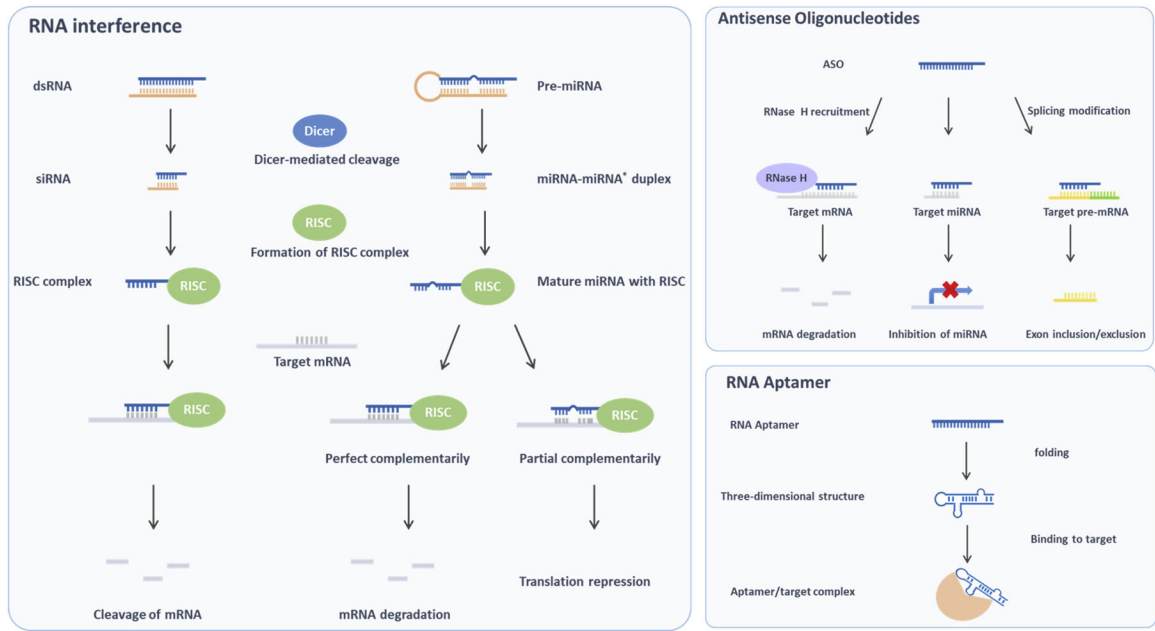 RNA interference
dsRNA
Pre-miRNA
Dicer
Dicer-mediated cleavage
siRNA
miRNA-miRNA* duplex
RISC
Formation of RISC complex
RISC complex
RISC
RISC
Mature miRNA with RISC
Target mRNA
RISC
RISC
RISC
Perfect complementarily
Partial complementarily
Translation repression
Cleavage of mRNA
mRNA degradation
Antisense Oligonucleotides
ASO
RNase H recruitment
Splicing modification
RNase H
Target mRNA
Target miRNA
Target pre-mRNA
mRNA degradation
Inhibition of miRNA
Exon inclusion/exclusion
RNA Aptamer
RNA Aptamer
folding
Three-dimensional structure
Binding to target
Aptamer/target complex